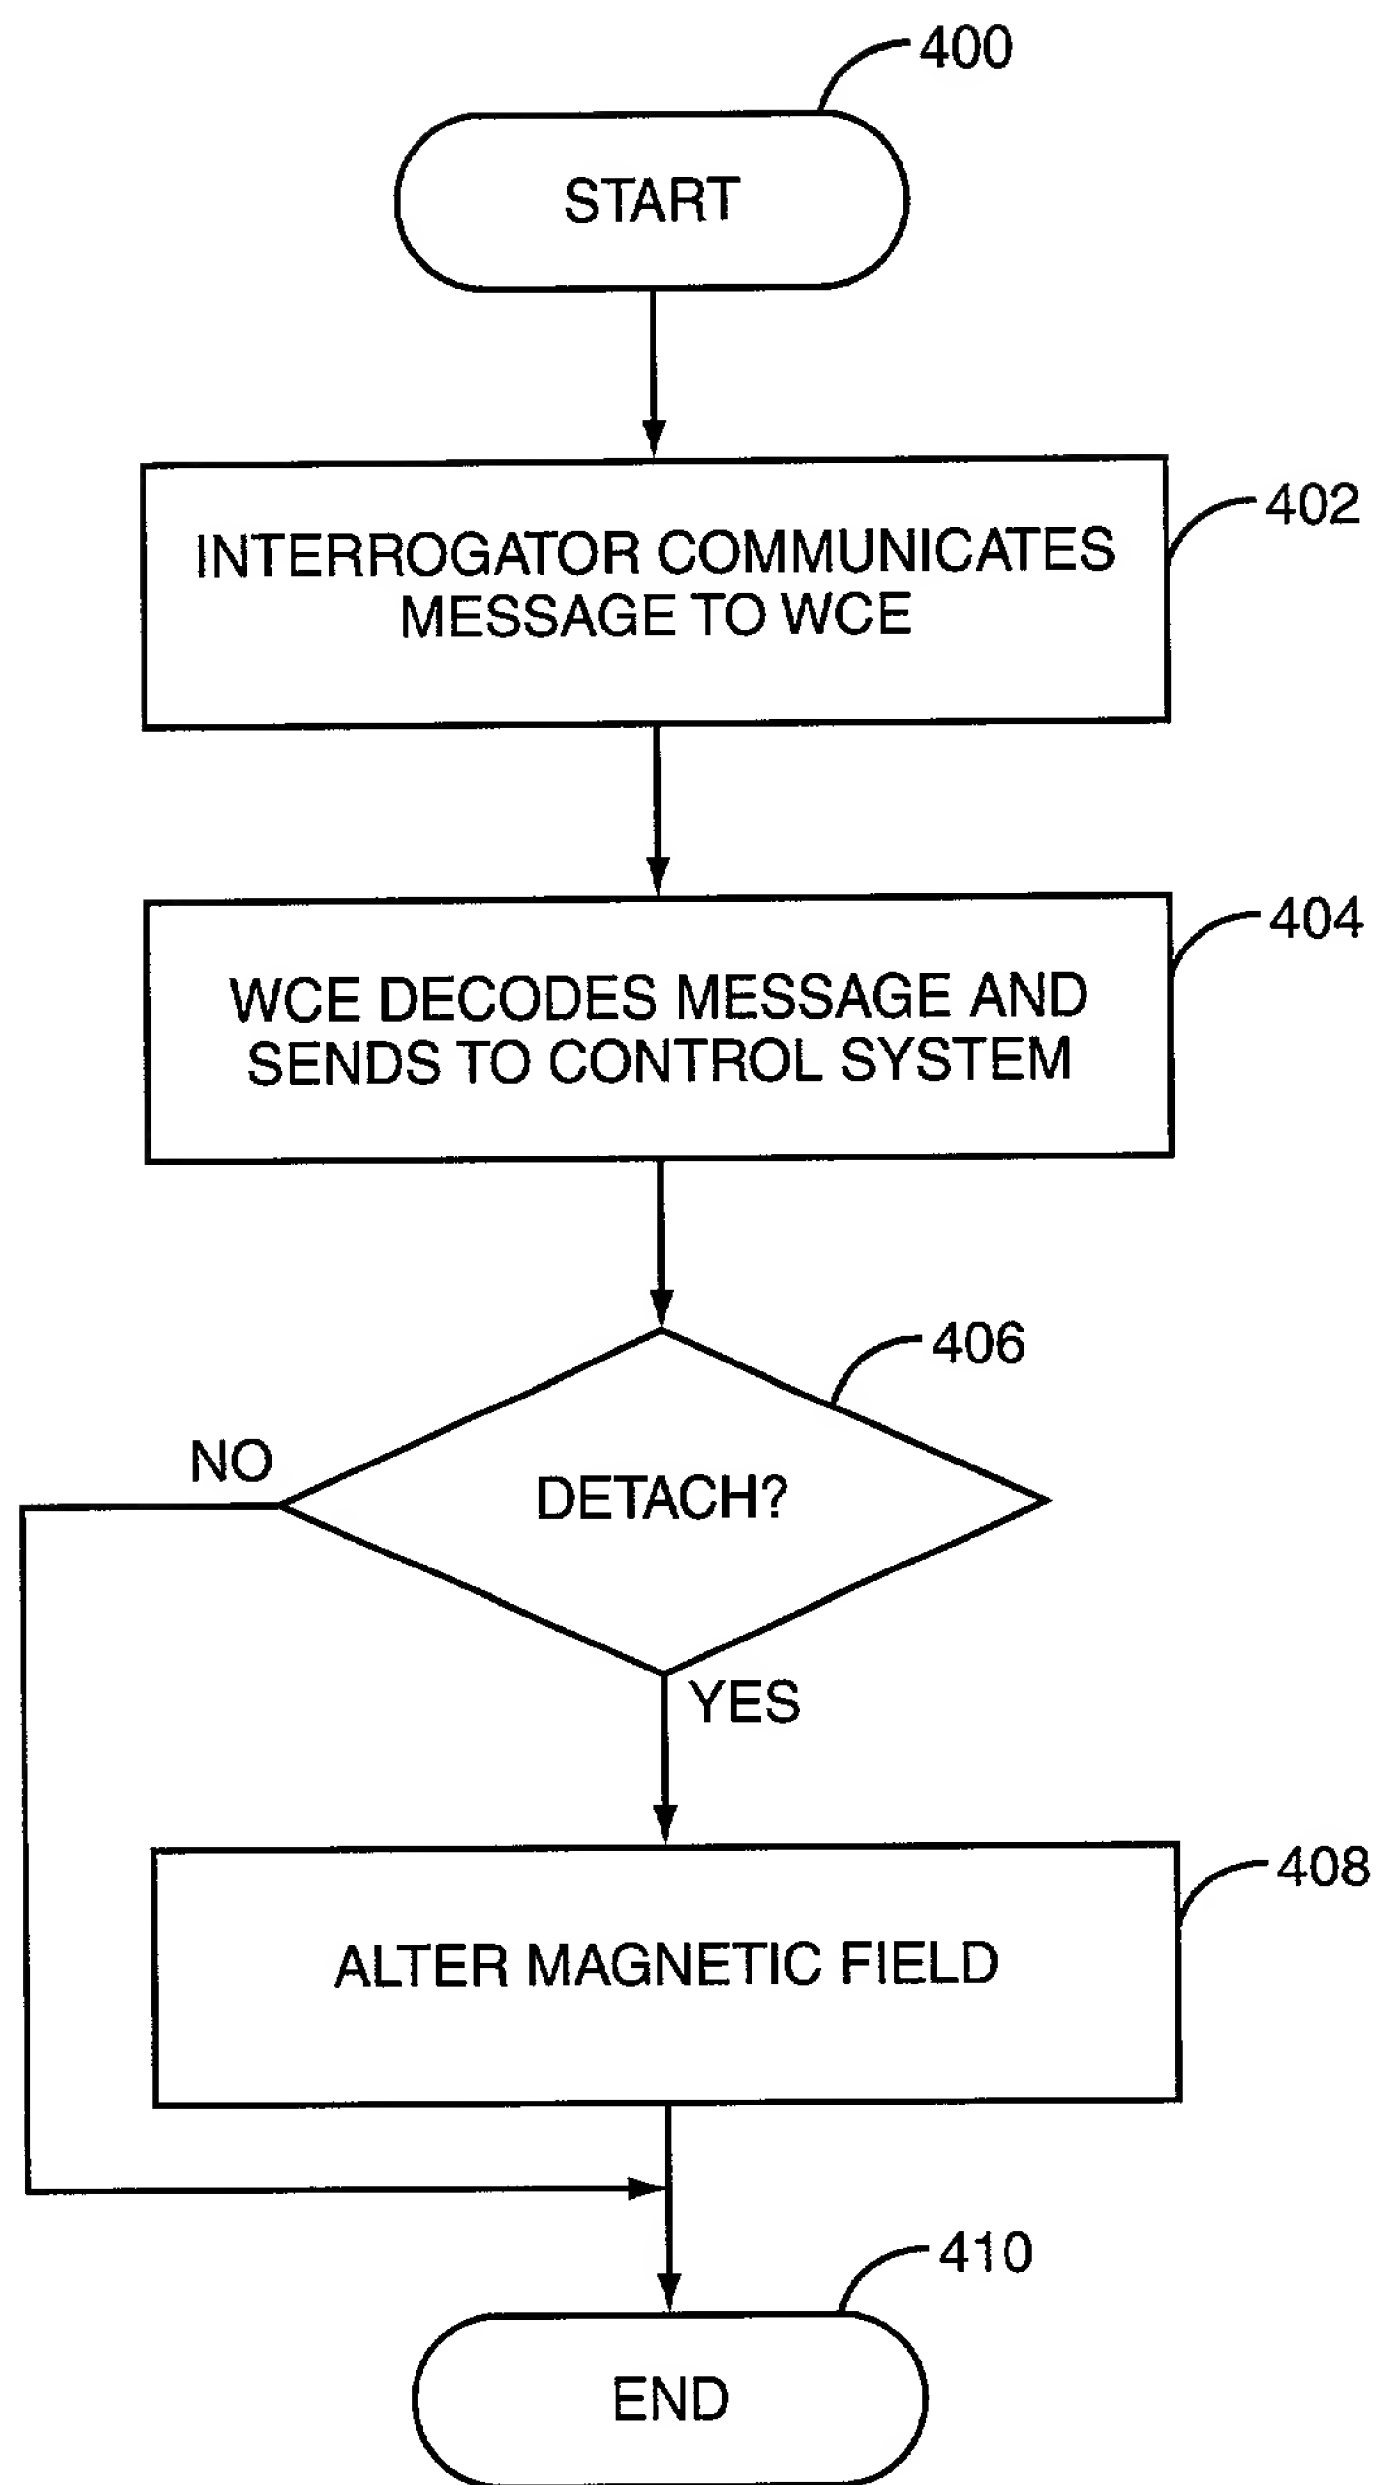 400
START
INTERROGATOR COMMUNICATES
MESSAGE TO WCE
402
WCE DECODES MESSAGE AND
SENDS TO CONTROL SYSTEM
404
406
NO
DETACH?
YES
ALTER MAGNETIC FIELD
408
410
END